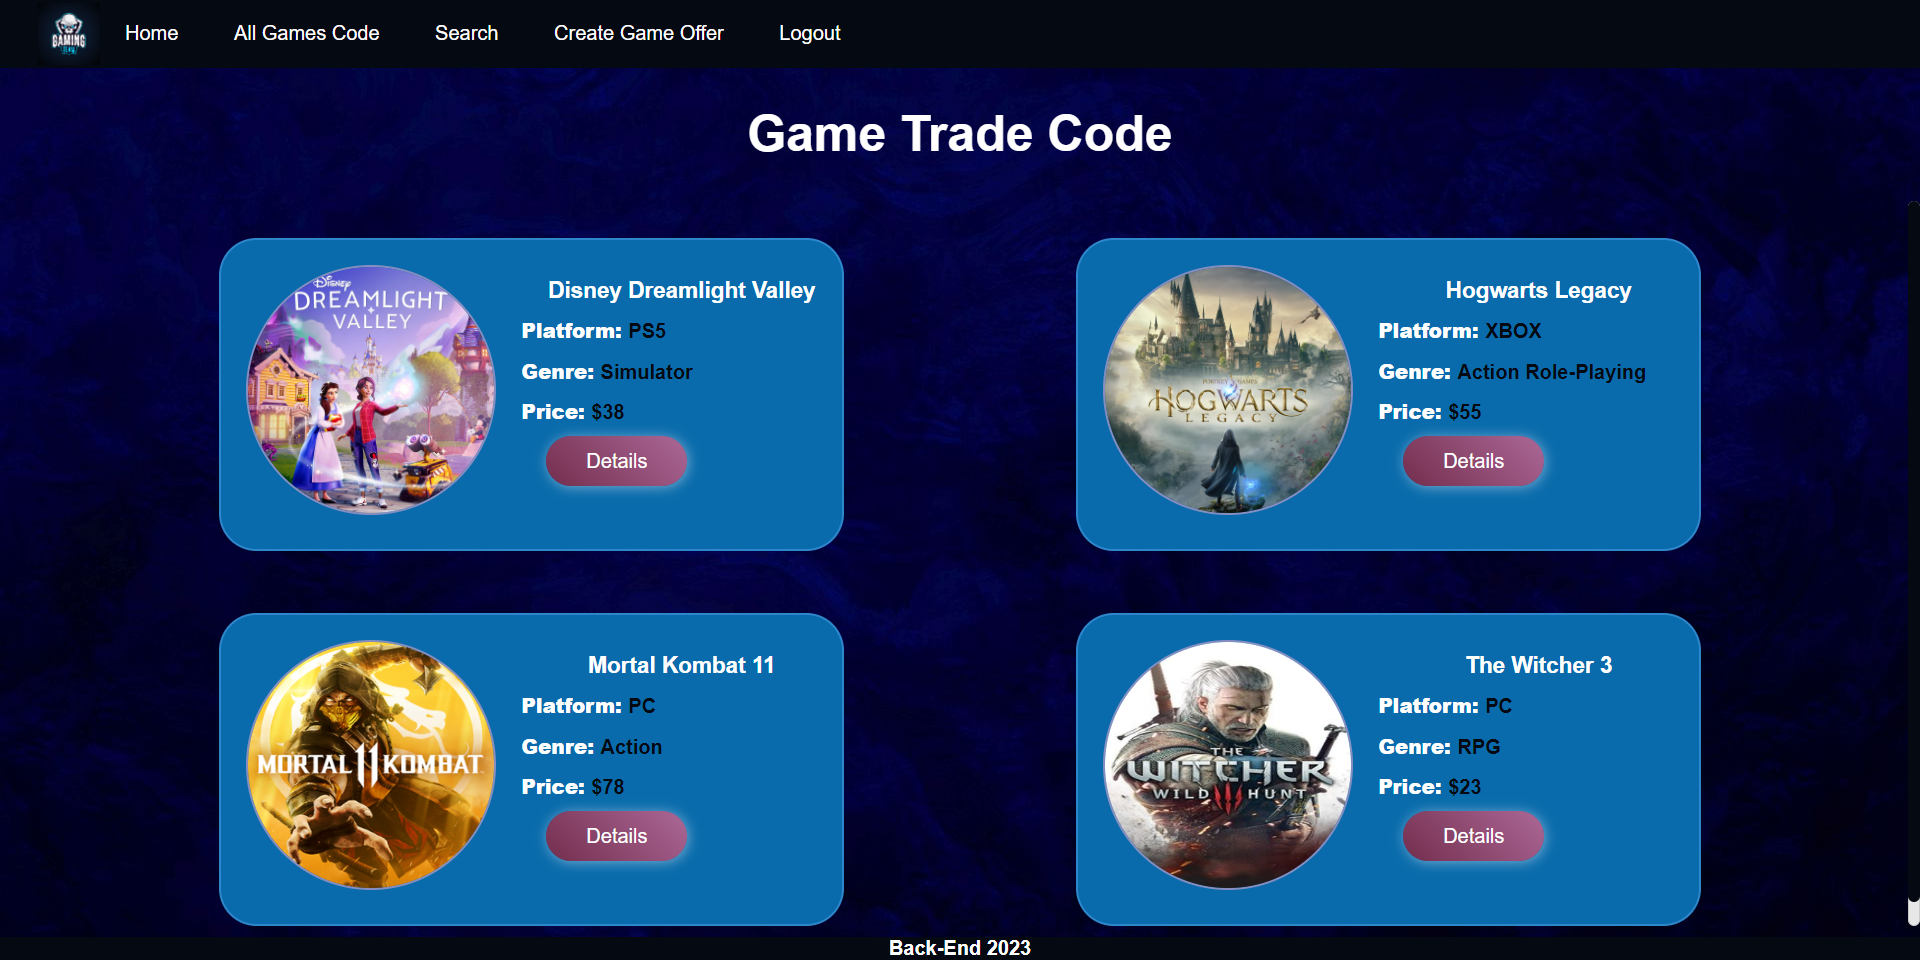 GAMING
Home
All Games Code
Search
Create Game Offer
Logout
Game Trade Code
Disney
DREAMLIGHT
VALLEY
Disney Dreamlight Valley
Platform: PS5
Genre: Simulator
Price: $38
Details
PORTKEY GAMES
HOGWARTS
LEGACY
Hogwarts Legacy
Platform: XBOX
Genre: Action Role-Playing
Price: $55
Details
MORTAL 11 KOMBAT
Mortal Kombat 11
Platform: PC
Genre: Action
Price: $78
Details
THE
WITCHER
WILD HUNT
The Witcher 3
Platform: PC
Genre: RPG
Price: $23
Details
Back-End 2023